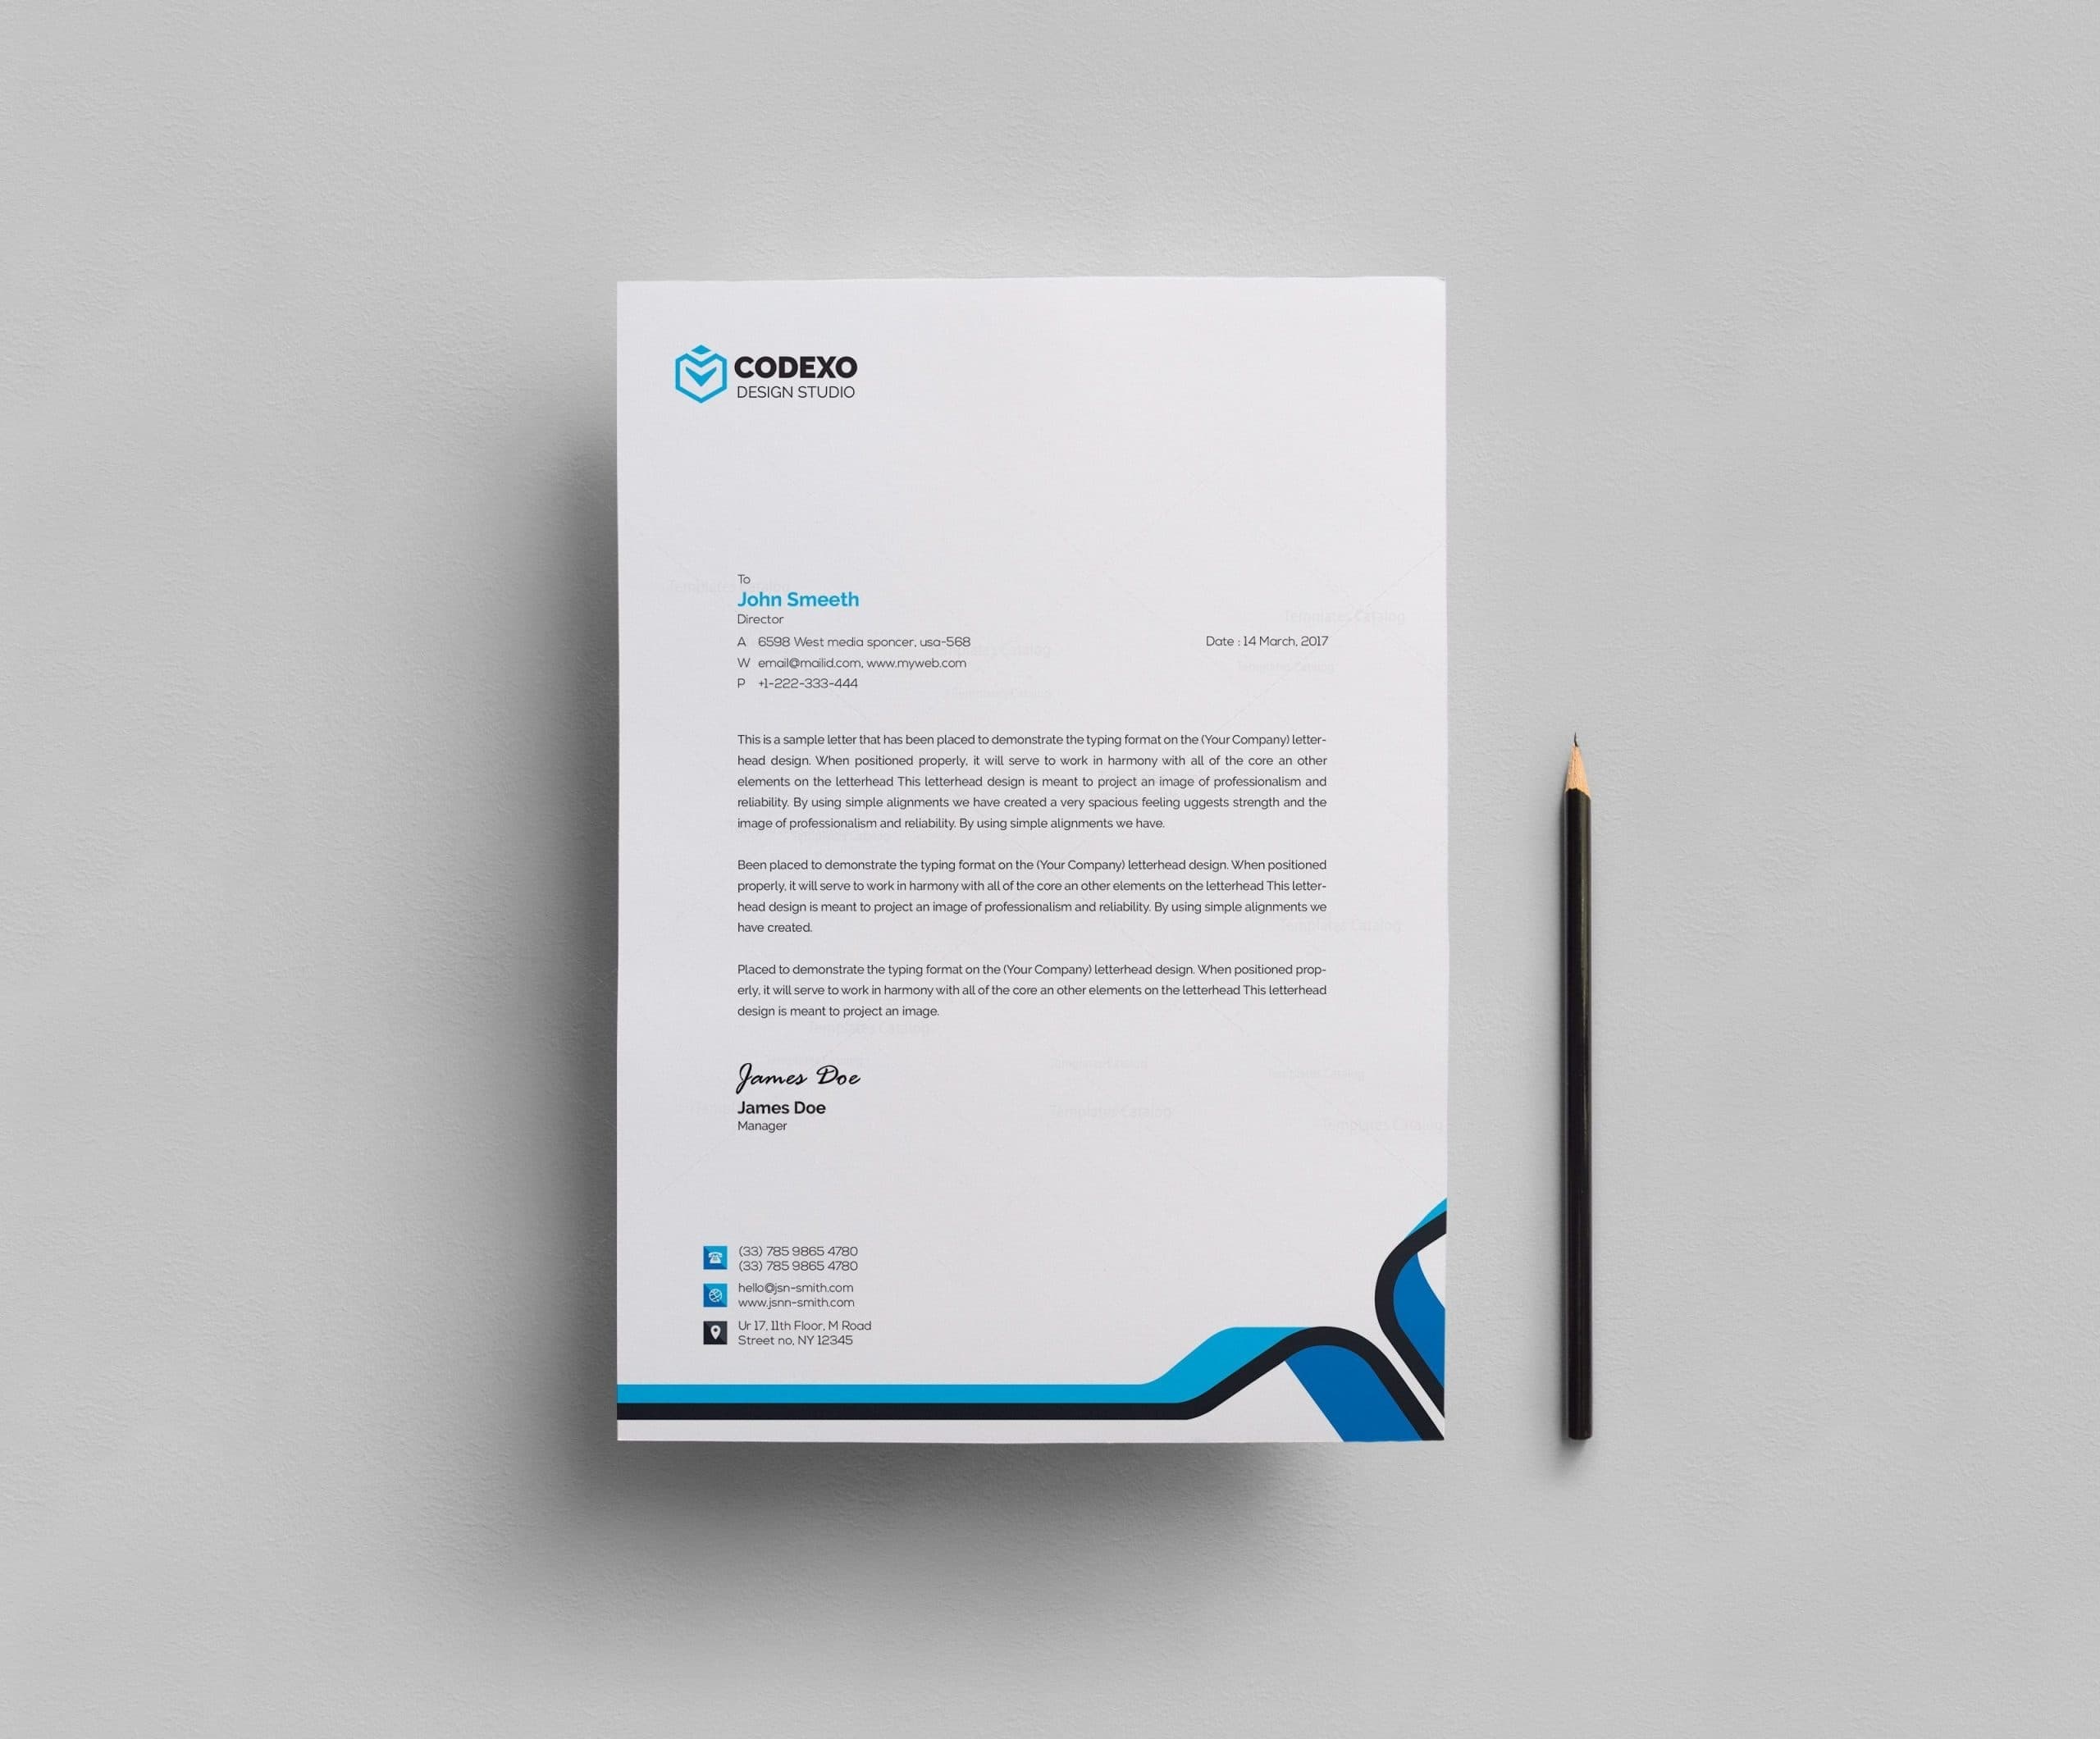 CODEXO
DESIGN STUDIO
To
John Smeeth
Director
A 6598 West media sponcer, usa-568
Date : 14 March, 2017
W email@mailid.com, www.myweb.com
P +1-222-333-444
This is a sample letter that has been placed to demonstrate the typing format on the (Your Company) letter-
head design. When positioned properly, it will serve to work in harmony with all of the core an other
elements on the letterhead This letterhead design is meant to project an image of professionalism and
reliability. By using simple alignments we have created a very spacious feeling uggests strength and the
image of professionalism and reliability. By using simple alignments we have.
Been placed to demonstrate the typing format on the (Your Company) letterhead design. When positioned
properly, it will serve to work in harmony with all of the core an other elements on the letterhead This letter-
head design is meant to project an image of professionalism and reliability. By using simple alignments we
have created.
Placed to demonstrate the typing format on the (Your Company) letterhead design. When positioned prop-
erly, it will serve to work in harmony with all of the core an other elements on the letterhead This letterhead
design is meant to project an image.
James Doe
James Doe
Manager
(33) 785 9865 4780
(33) 785 9865 4780
hello@jsn-smith.com
www.jsnn-smith.com
Ur 17, 11th Floor, M Road
Street no, NY 12345